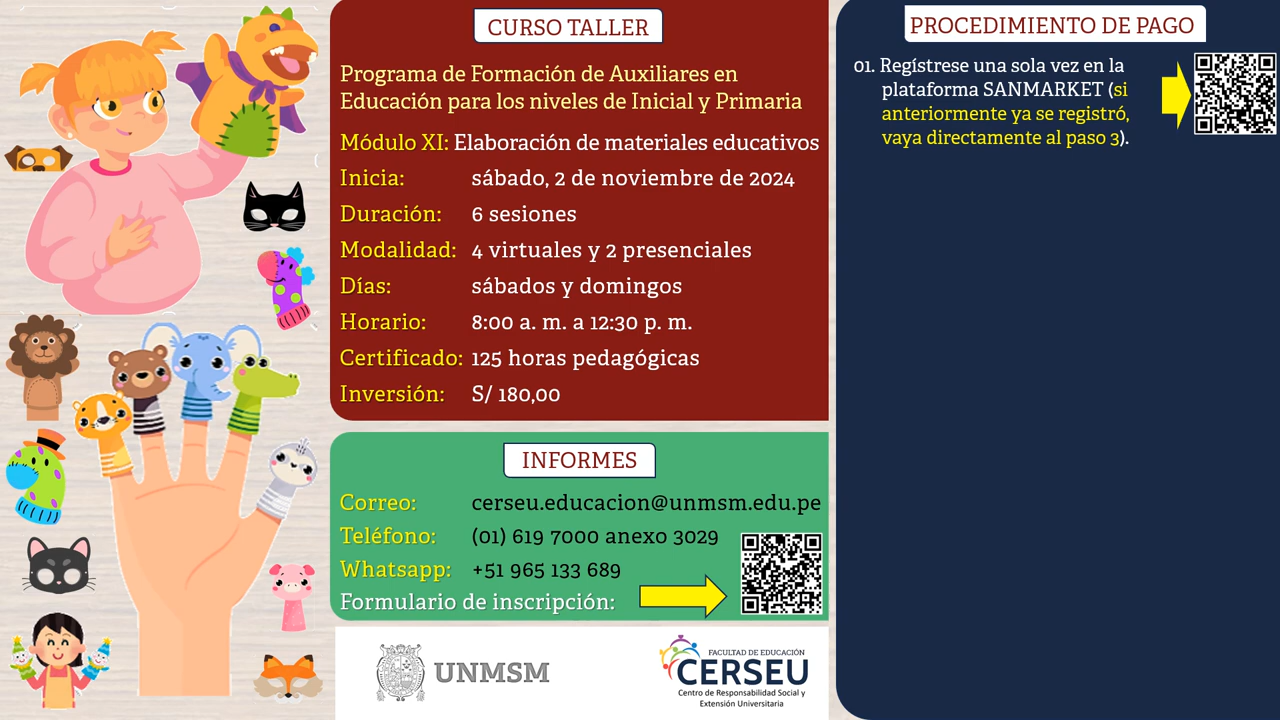 CURSO TALLER
Programa de Formación de Auxiliares en
Educación para los niveles de Inicial y Primaria
Módulo XI: Elaboración de materiales educativos
Inicia: sábado, 2 de noviembre de 2024
Duración: 6 sesiones
Modalidad: 4 virtuales y 2 presenciales
Días: sábados y domingos
Horario: 8:00 a. m. a 12:30 p. m.
Certificado: 125 horas pedagógicas
Inversión: S/ 180,00
INFORMES
Correo: cerseu.educacion@unmsm.edu.pe
Teléfono: (01) 619 7000 anexo 3029
Whatsapp: +51 965 133 689
Formulario de inscripción:
UNMSM
FACULTAD DE EDUCACIÓN
CERSEU
Centro de Responsabilidad Social y
Extensión Universitaria
PROCEDIMIENTO DE PAGO
01. Regístrese una sola vez en la
plataforma SANMARKET (si
anteriormente ya se registró,
vaya directamente al paso 3).